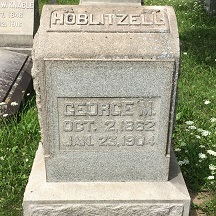 HOBLITZELL
GEORGE W.
OCT. 2, 1862
JAN. 23, 1904